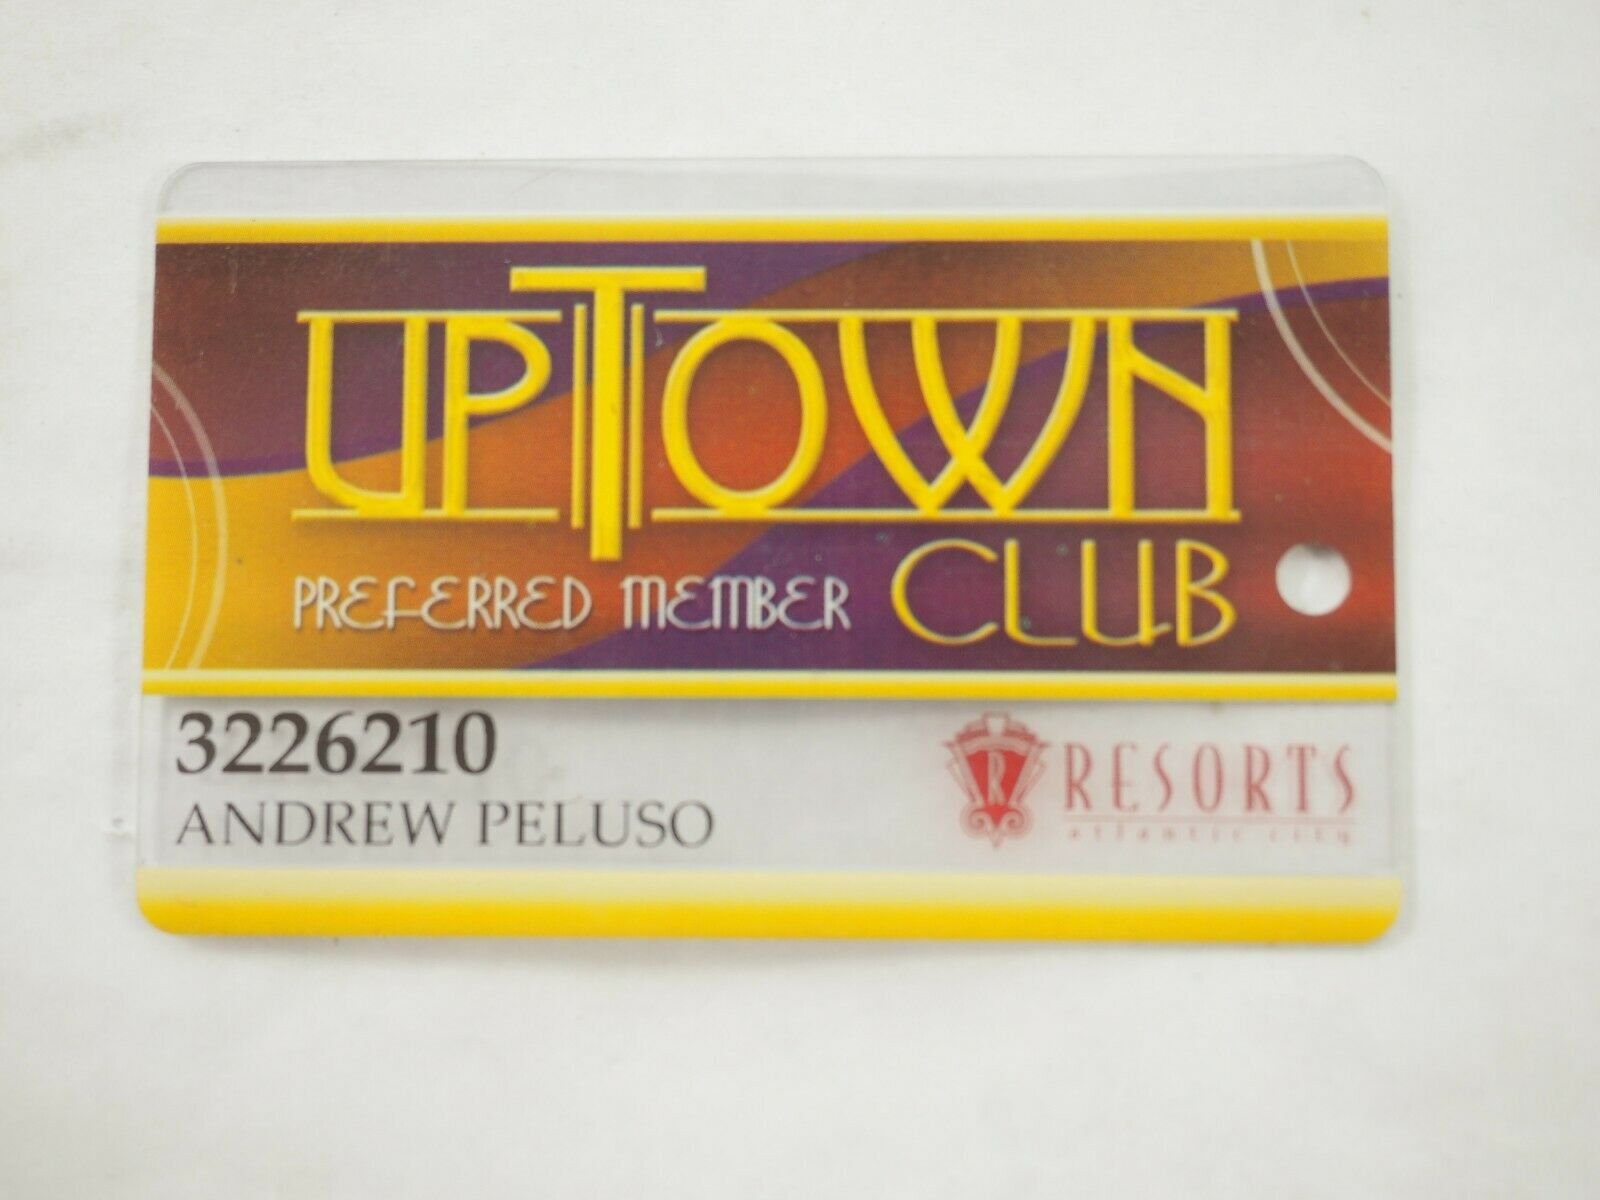 UPTOWN
PREFERRED MEMBER CLUB
3226210
ANDREW PELUSO
R RESORTS
atlantic city